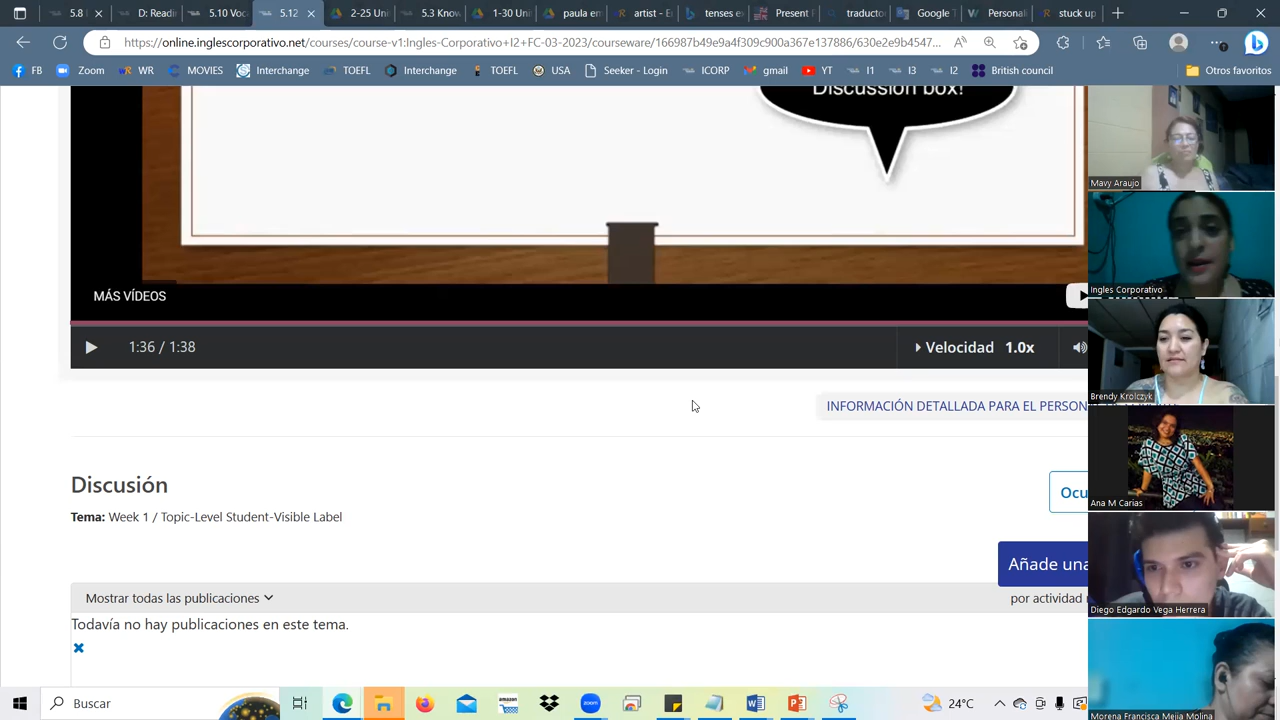 5.8 I
D: Readi
5.10 Voca
5.12
2-25 Uni
5.3 Know
1-30 Uni
paula en
artist - E
tenses e
Present P
traductor
Google T
Personali
stuck up
https://online.inglescorporativo.net/courses/course-v1:Ingles-Corporativo+I2+FC-03-2023/courseware/166987b49e9a4f309c900a367e137886/630e2e9b4547...
FB
Zoom
WR
MOVIES
Interchange
TOEFL
Interchange
TOEFL
USA
Seeker - Login
ICORP
gmail
YT
I1
I3
I2
British council
Otros favoritos
Discussion box!
MÁS VÍDEOS
1:36 / 1:38
Velocidad 1.0x
INFORMACIÓN DETALLADA PARA EL PERSON
Discusión
Ocu
Tema: Week 1 / Topic-Level Student-Visible Label
Añade una
Mostrar todas las publicaciones
por actividad
Todavía no hay publicaciones en este tema.
Mavy Araujo
Ingles Corporativo
Brendy Krolczyk
Ana M Carias
Diego Edgardo Vega Herrera
Morena Francisca Mejia Molina
Buscar
24°C